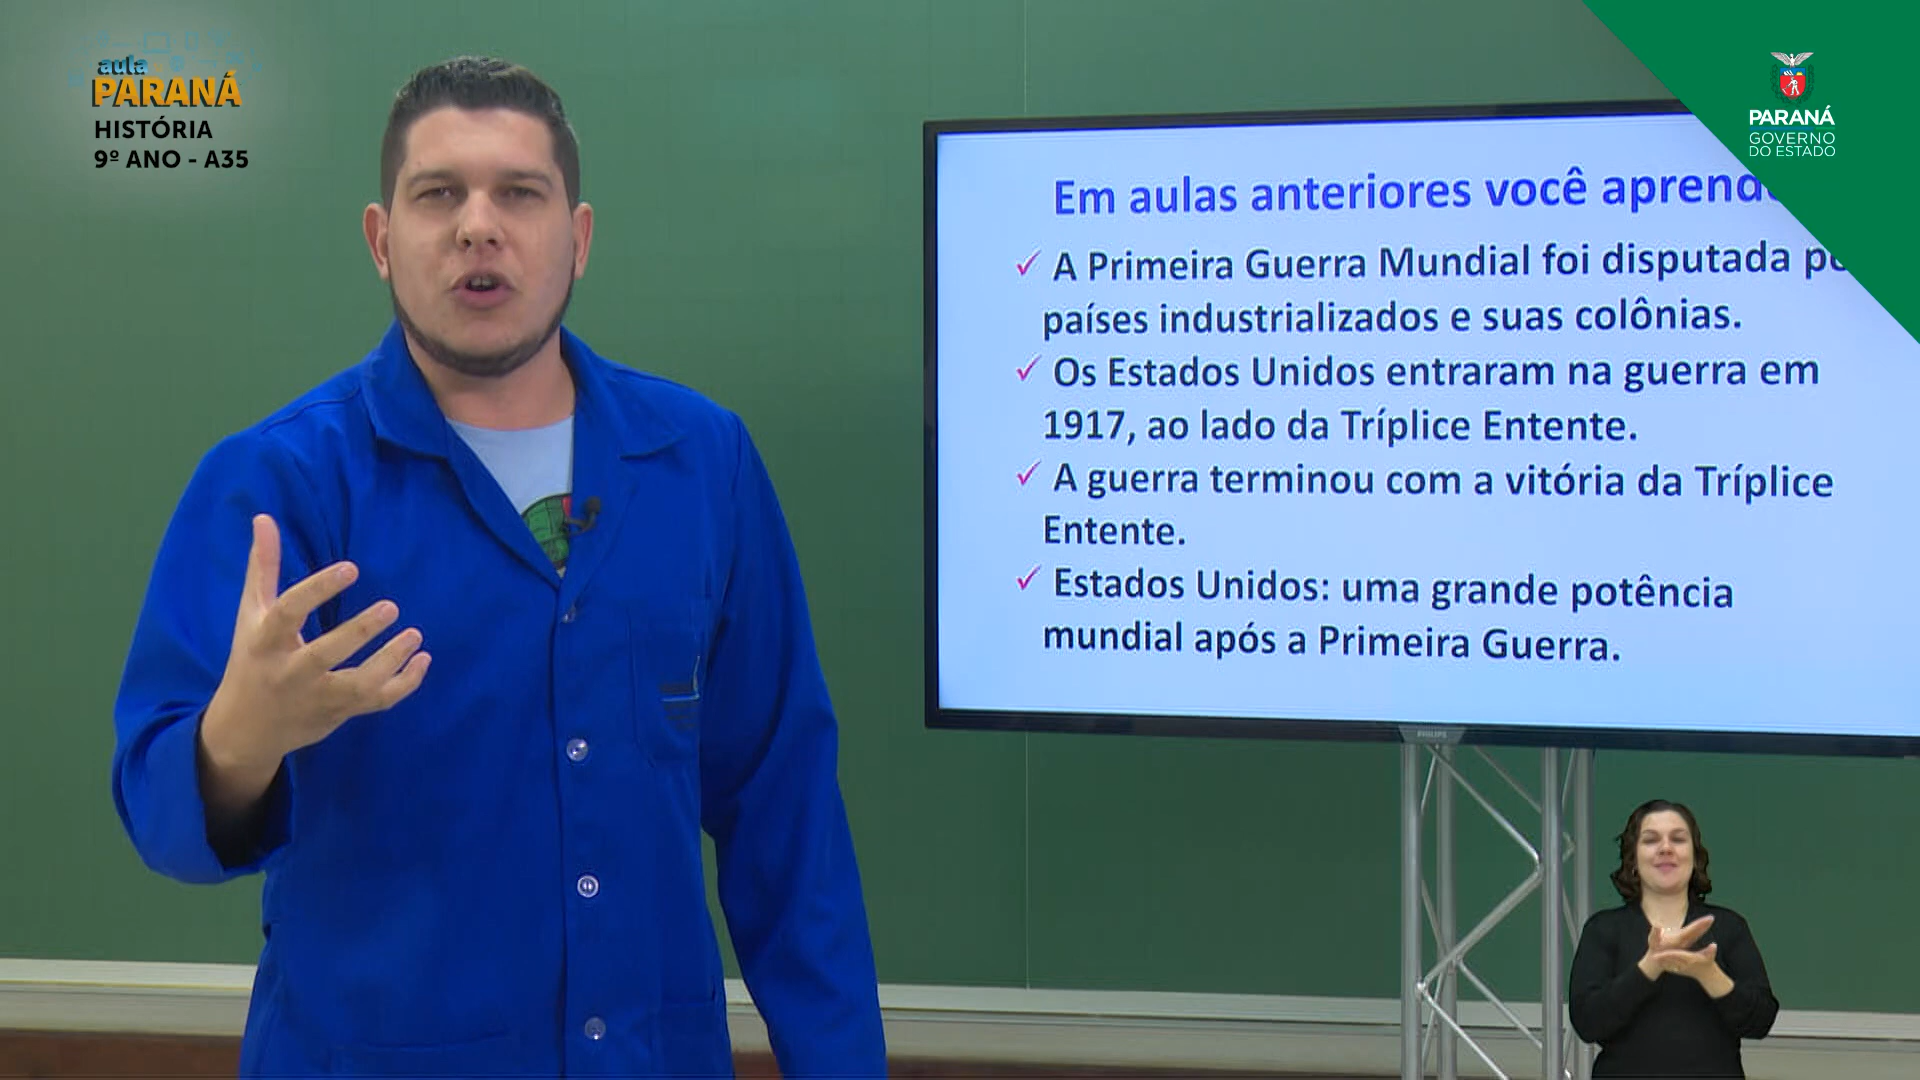 aula
PARANÁ
HISTÓRIA
9º ANO - A35
PARANÁ
GOVERNO
DO ESTADO
Em aulas anteriores você
✓ A Primeira Guerra Mundial foi disputada
países industrializados e suas colônias.
✓ Os Estados Unidos entraram na guerra em
1917, ao lado da Tríplice Entente.
✓ A guerra terminou com a vitória da Tríplice
Entente.
✓ Estados Unidos: uma grande potência
mundial após a Primeira Guerra.
PHILIPS